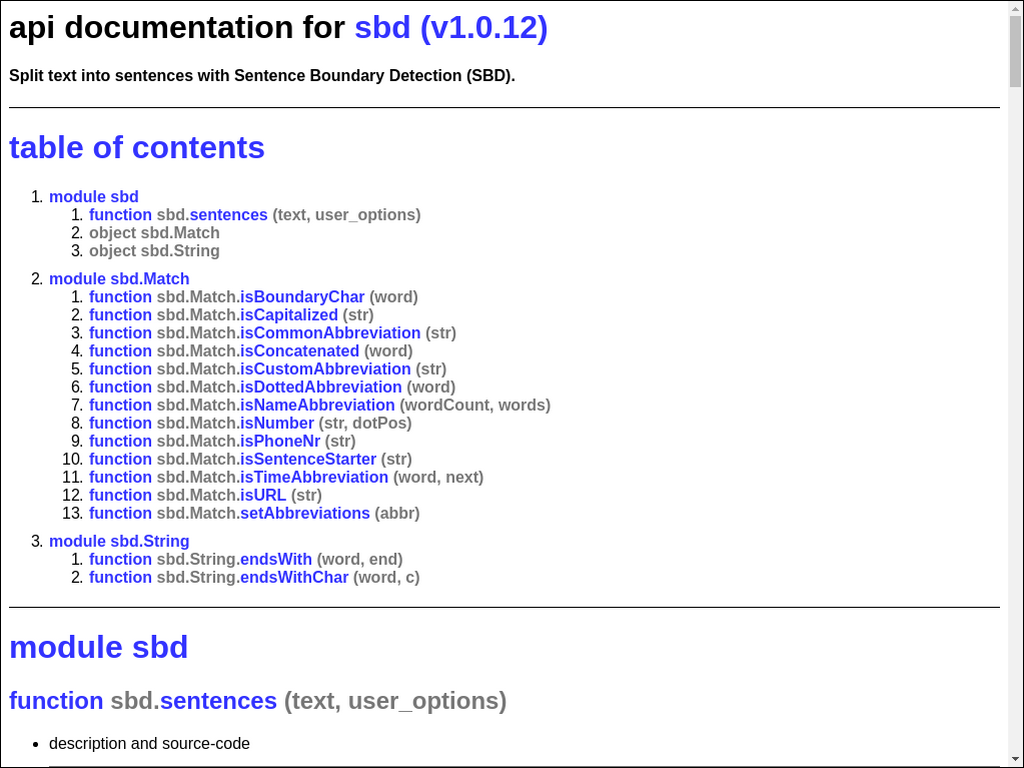 api documentation for sbd (v1.0.12)
Split text into sentences with Sentence Boundary Detection (SBD).
table of contents
1. module sbd
1. function sbd.sentences (text, user_options)
2. object sbd.Match
3. object sbd.String
2. module sbd.Match
1. function sbd.Match.isBoundaryChar (word)
2. function sbd.Match.isCapitalized (str)
3. function sbd.Match.isCommonAbbreviation (str)
4. function sbd.Match.isConcatenated (word)
5. function sbd.Match.isCustomAbbreviation (str)
6. function sbd.Match.isDottedAbbreviation (word)
7. function sbd.Match.isNameAbbreviation (wordCount, words)
8. function sbd.Match.isNumber (str, dotPos)
9. function sbd.Match.isPhoneNr (str)
10. function sbd.Match.isSentenceStarter (str)
11. function sbd.Match.isTimeAbbreviation (word, next)
12. function sbd.Match.isURL (str)
13. function sbd.Match.setAbbreviations (abbr)
3. module sbd.String
1. function sbd.String.endsWith (word, end)
2. function sbd.String.endsWithChar (word, c)
module sbd
function sbd.sentences (text, user_options)
• description and source-code